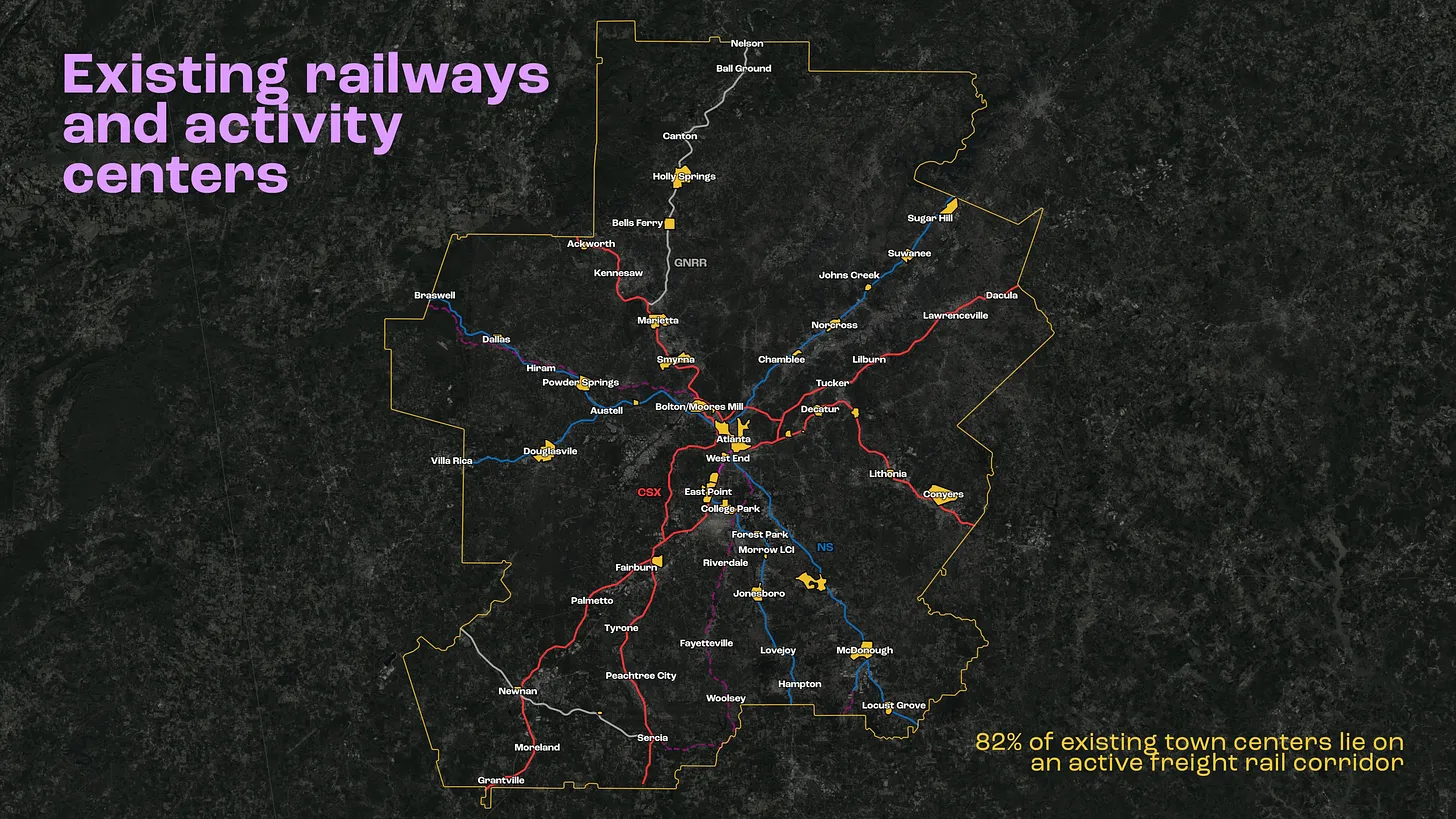 Existing railways
and activity
centers
Nelson
Ball Ground
Canton
Holly Springs
Bells Ferry
Sugar Hill
Ackworth
Suwanee
GNRR
Kennesaw
Johns Creek
Braswell
Dacula
Lawrenceville
Marietta
Norcross
Dallas
Smyrna
Chamblee
Lilburn
Hiram
Powder Springs
Tucker
Austell
Bolton/Moores Mill
Decatur
Atlanta
Douglasvile
West End
Villa Rica
Lithonia
CSX
East Point
Conyers
College Park
Forest Park
NS
Morrow LCI
Riverdale
Fairburn
Jonesboro
Palmetto
Tyrone
Fayetteville
Lovejoy
McDonough
Peachtree City
Hampton
Newnan
Woolsey
Locust Grove
Sercia
Moreland
Grantville
82% of existing town centers lie on
an active freight rail corridor